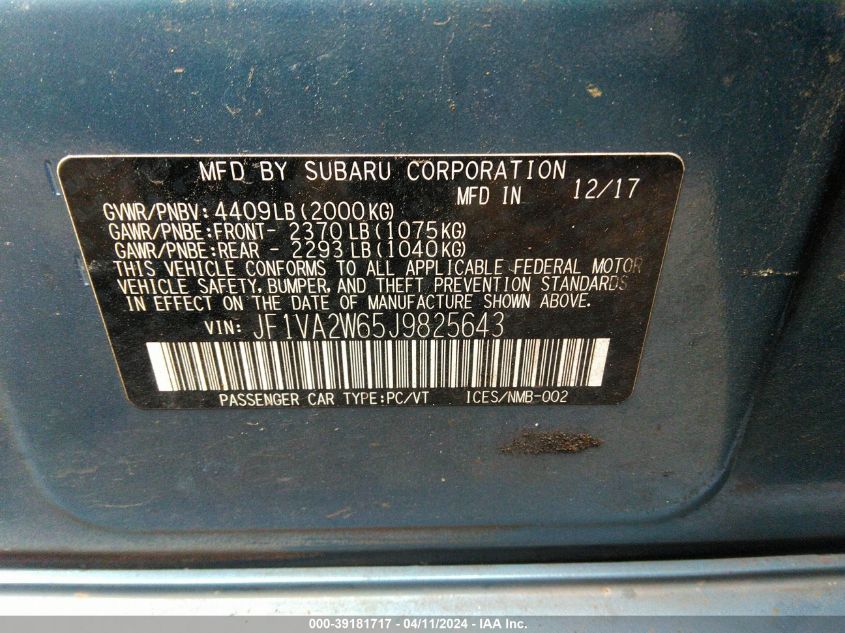 MFD BY SUBARU CORPORATION
MFD IN 12/17
GVWR/PNBV: 4409LB(2000KG)
GAWR/PNBE:FRONT- 2370LB(1075KG)
GAWR/PNBE:REAR - 2293LB(1040KG)
THIS VEHICLE CONFORMS TO ALL APPLICABLE FEDERAL MOTOR
VEHICLE SAFETY, BUMPER, AND THEFT PREVENTION STANDARDS
IN EFFECT ON THE DATE OF MANUFACTURE SHOWN ABOVE.
VIN: JF1VA2W65J9825643
PASSENGER CAR TYPE:PC/VT ICES/NMB-002
000-39181717 - 04/11/2024 - IAA Inc.